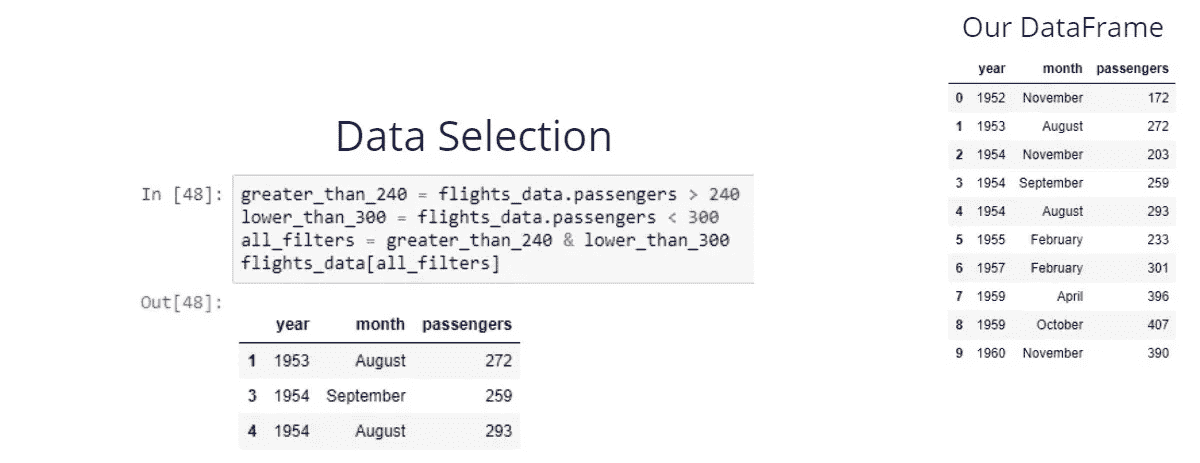 Data Selection
In [48]: greater_than_240 = flights_data.passengers > 240
lower_than_300 = flights_data.passengers < 300
all_filters = greater_than_240 & lower_than_300
flights_data[all_filters]
Out[48]:
year month passengers
1 1953 August 272
3 1954 September 259
4 1954 August 293
Our DataFrame
year month passengers
0 1952 November 172
1 1953 August 272
2 1954 November 203
3 1954 September 259
4 1954 August 293
5 1955 February 233
6 1957 February 301
7 1959 April 396
8 1959 October 407
9 1960 November 390